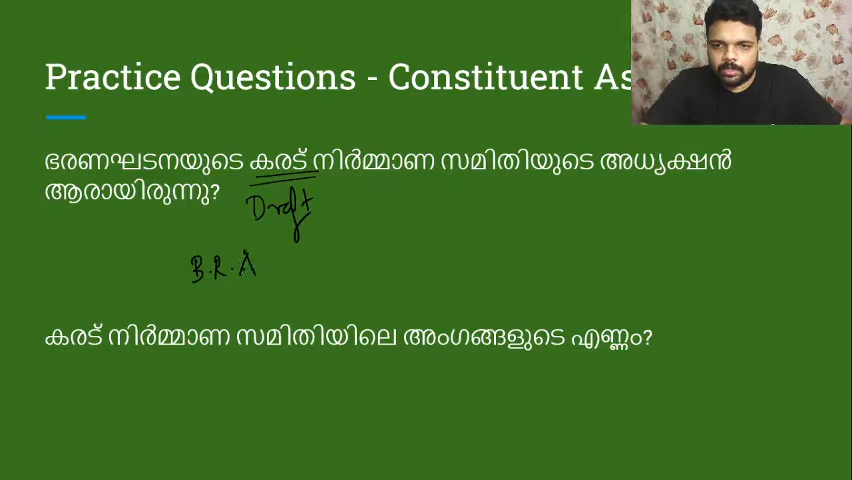 Practice Questions - Constituent As
ഭരണഘടനയുടെ കരട് നിർമ്മാണ സമിതിയുടെ അധ്യക്ഷൻ
ആരായിരുന്നു?
Draft
B.R.A
കരട് നിർമ്മാണ സമിതിയിലെ അംഗങ്ങളുടെ എണ്ണം?